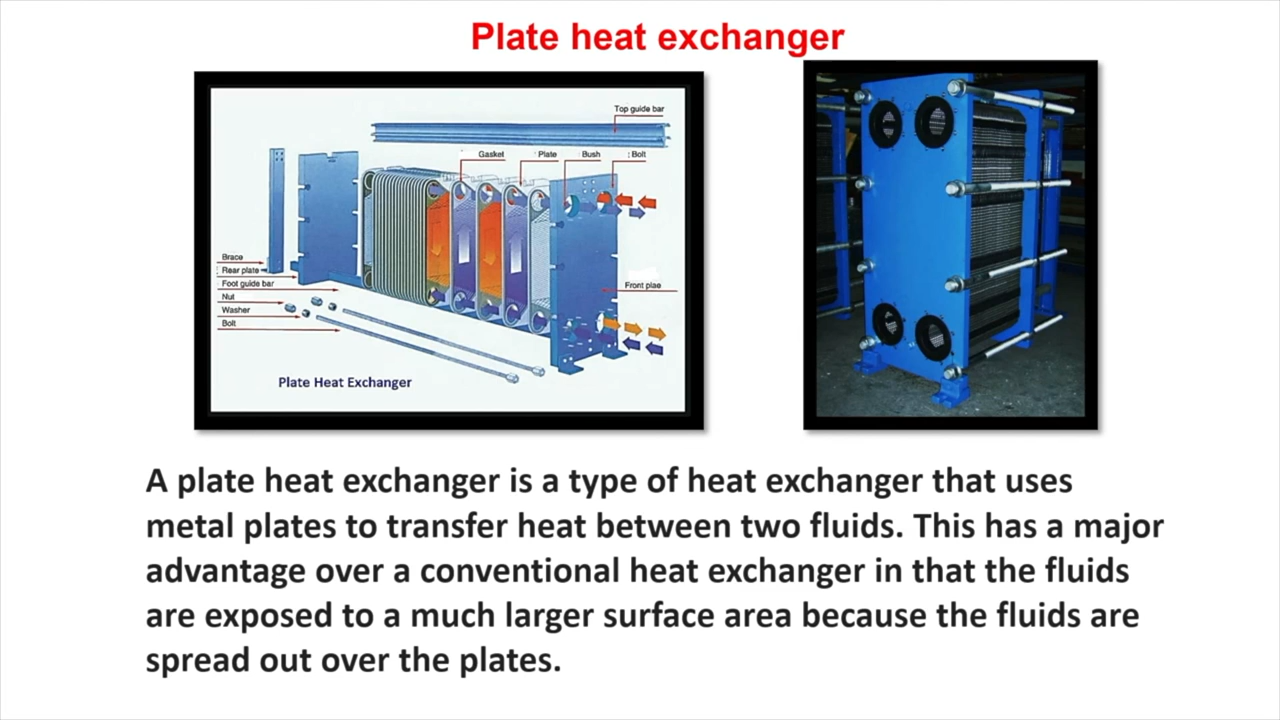 Plate heat exchanger
Top guide bar
Gasket
Plate
Bush
Bolt
Brace
Rear plate
Foot guide bar
Nut
Washer
Bolt
Front plae
Plate Heat Exchanger
A plate heat exchanger is a type of heat exchanger that uses
metal plates to transfer heat between two fluids. This has a major
advantage over a conventional heat exchanger in that the fluids
are exposed to a much larger surface area because the fluids are
spread out over the plates.